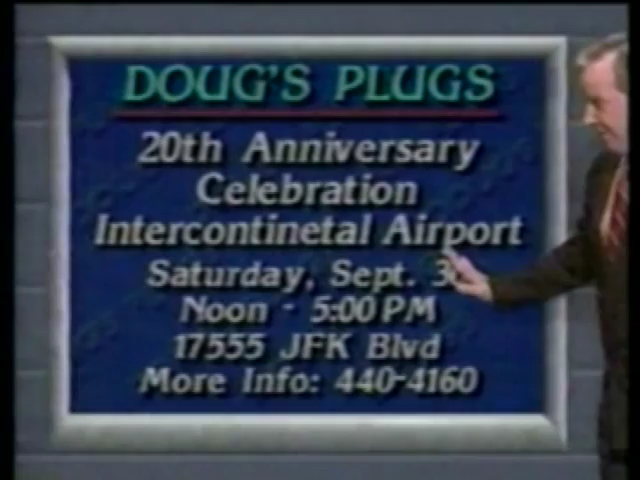 DOUG'S PLUGS
20th Anniversary
Celebration
Intercontinetal Airport
Saturday, Sept. 3
Noon - 5:00 PM
17555 JFK Blvd
More Info: 440-4160